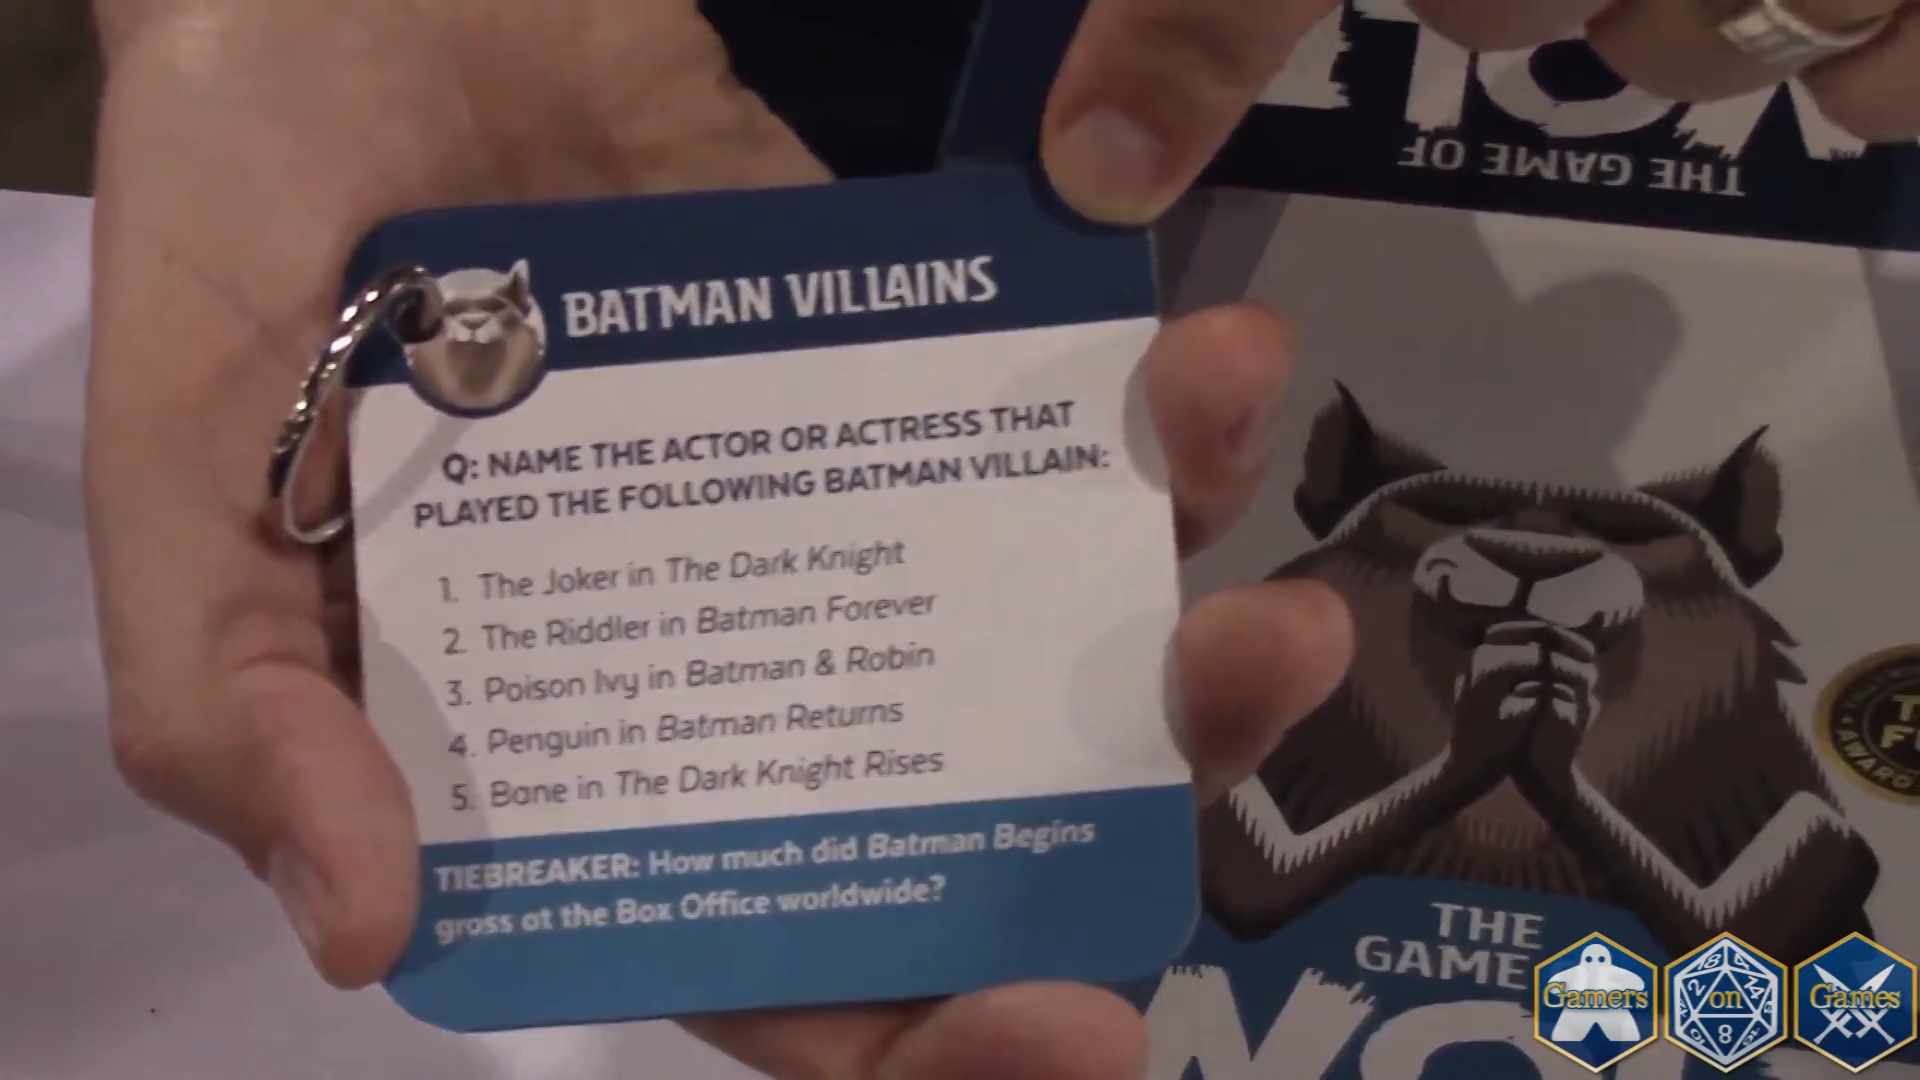 THE GAME OF
BATMAN VILLAINS
Q: NAME THE ACTOR OR ACTRESS THAT
PLAYED THE FOLLOWING BATMAN VILLAIN:
1. The Joker in The Dark Knight
2. The Riddler in Batman Forever
3. Poison Ivy in Batman & Robin
4. Penguin in Batman Returns
5. Bane in The Dark Knight Rises
TIEBREAKER: How much did Batman Begins
gross at the Box Office worldwide?
AWARD
THE
GAME
Gamers on Games
8